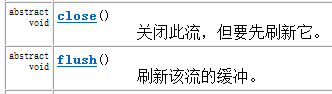 abstract
void
close()
关闭此流，但要先刷新它。
abstract
void
flush()
刷新该流的缓冲。